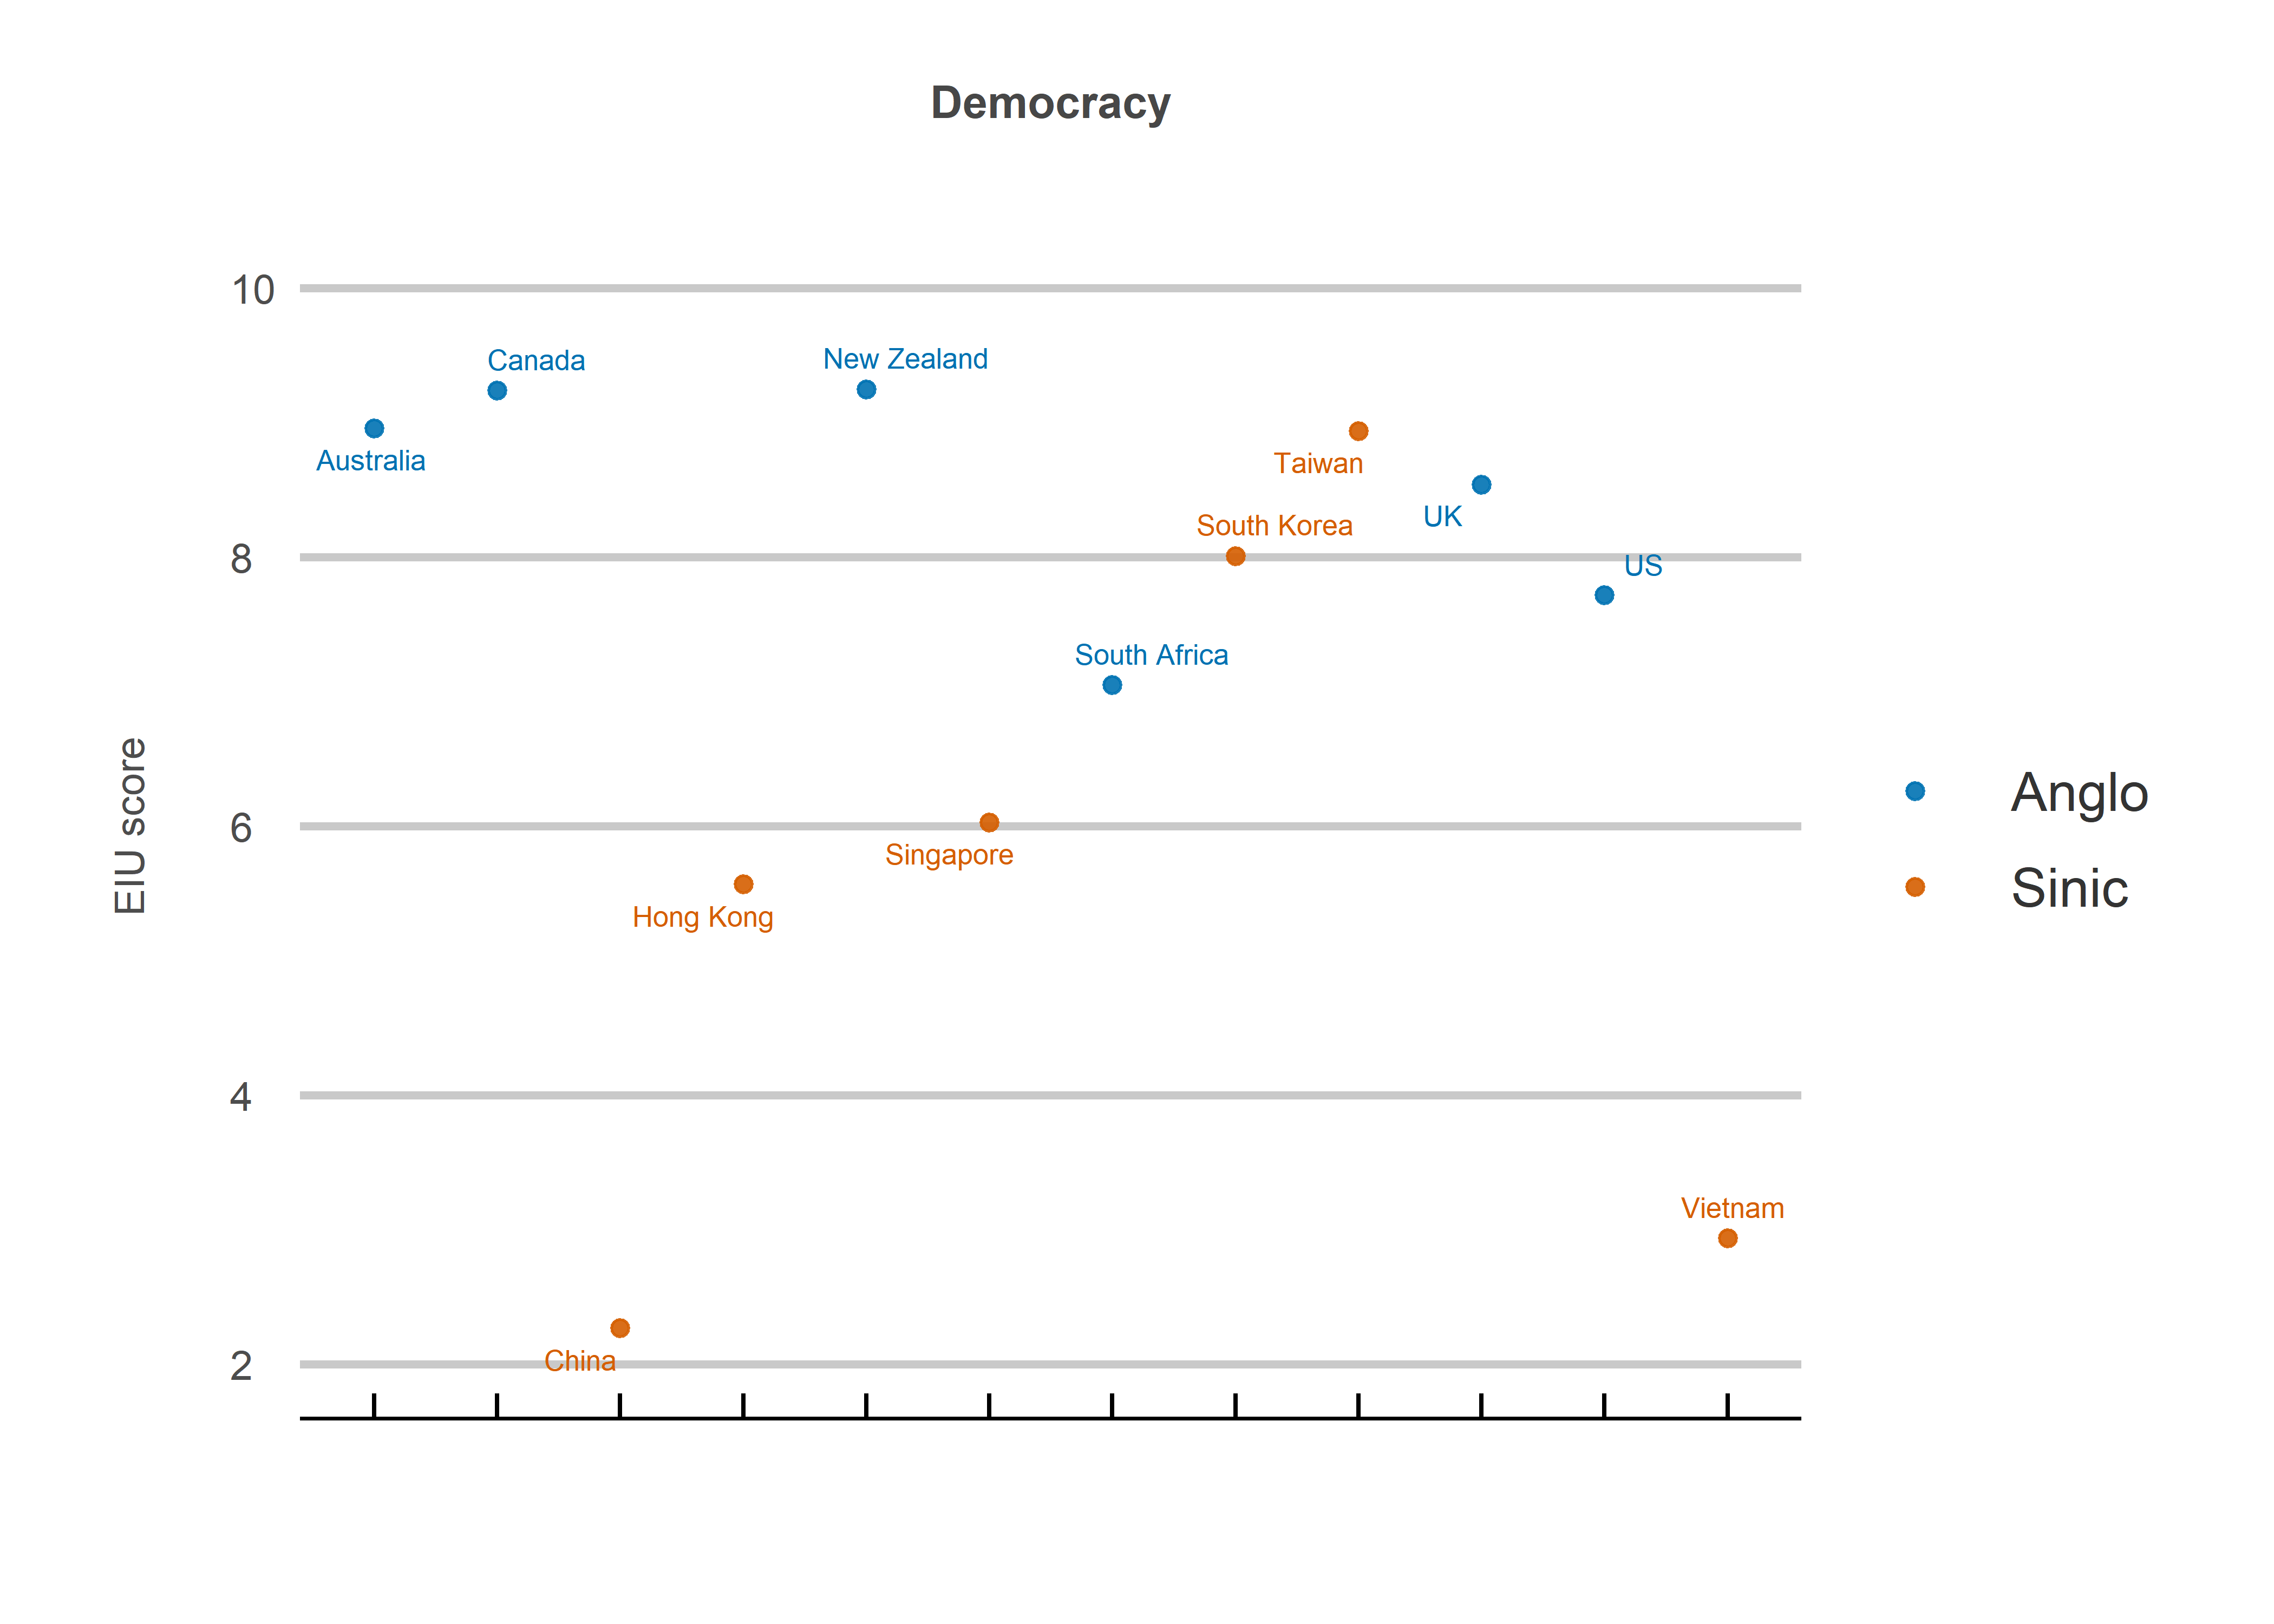 Democracy
10
Canada
New Zealand
Australia
Taiwan
UK
South Korea
8
US
South Africa
EIU score
Anglo
6
Singapore
Hong Kong
Sinic
4
Vietnam
China
2